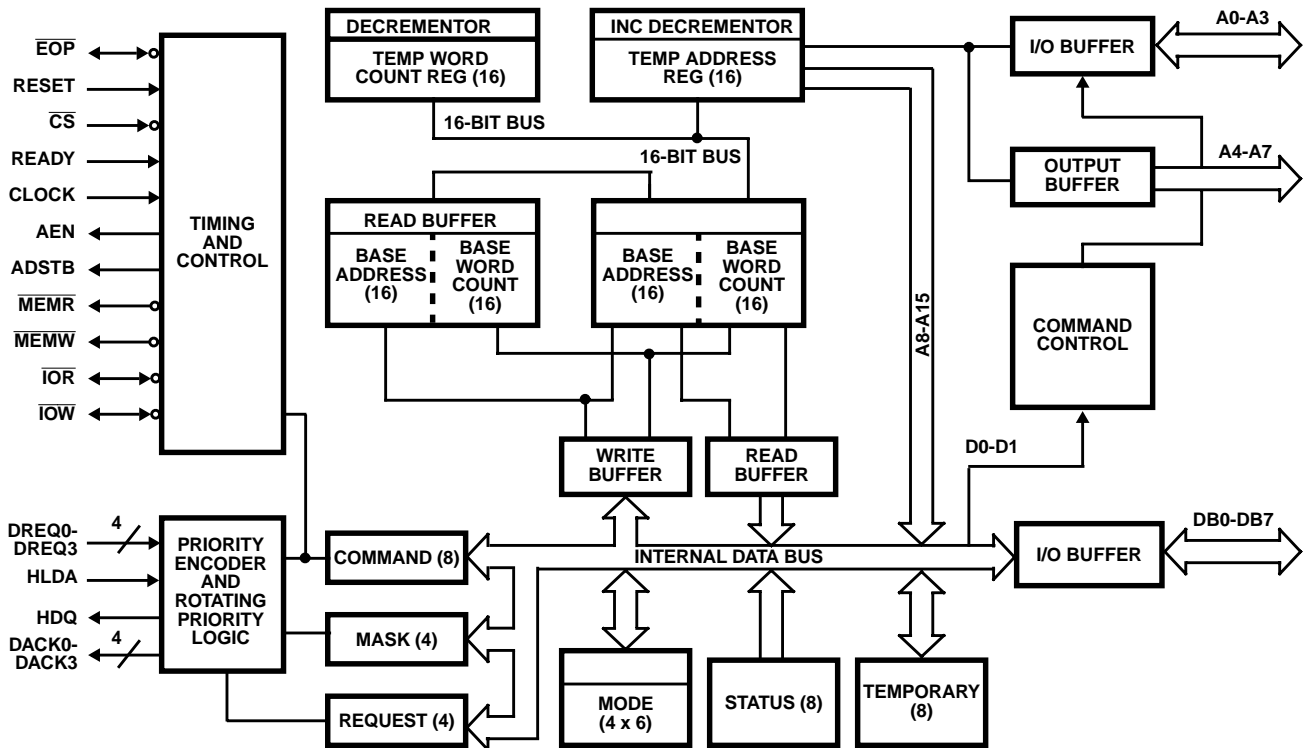 EOP
RESET
CS
READY
CLOCK
AEN
ADSTB
MEMR
MEMW
IOR
IOW
TIMING
AND
CONTROL
DECREMENTOR
TEMP WORD
COUNT REG (16)
INC DECREMENTOR
TEMP ADDRESS
REG (16)
16-BIT BUS
16-BIT BUS
READ BUFFER
BASE
ADDRESS
(16)
BASE
WORD
COUNT
(16)
BASE
ADDRESS
(16)
BASE
WORD
COUNT
(16)
A8-A15
I/O BUFFER
A0-A3
OUTPUT
BUFFER
A4-A7
COMMAND
CONTROL
D0-D1
WRITE
BUFFER
READ
BUFFER
DREQ0-
DREQ3
4
HLDA
HDQ
DACK0-
DACK3
4
PRIORITY
ENCODER
AND
ROTATING
PRIORITY
LOGIC
COMMAND (8)
MASK (4)
REQUEST (4)
INTERNAL DATA BUS
I/O BUFFER
DB0-DB7
MODE
(4 x 6)
STATUS (8)
TEMPORARY
(8)